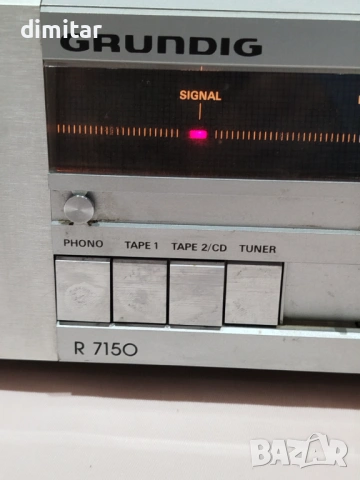 dimitar
GRUNDIG
SIGNAL
PHONO TAPE 1 TAPE 2/CD TUNER
R 7150
bazar